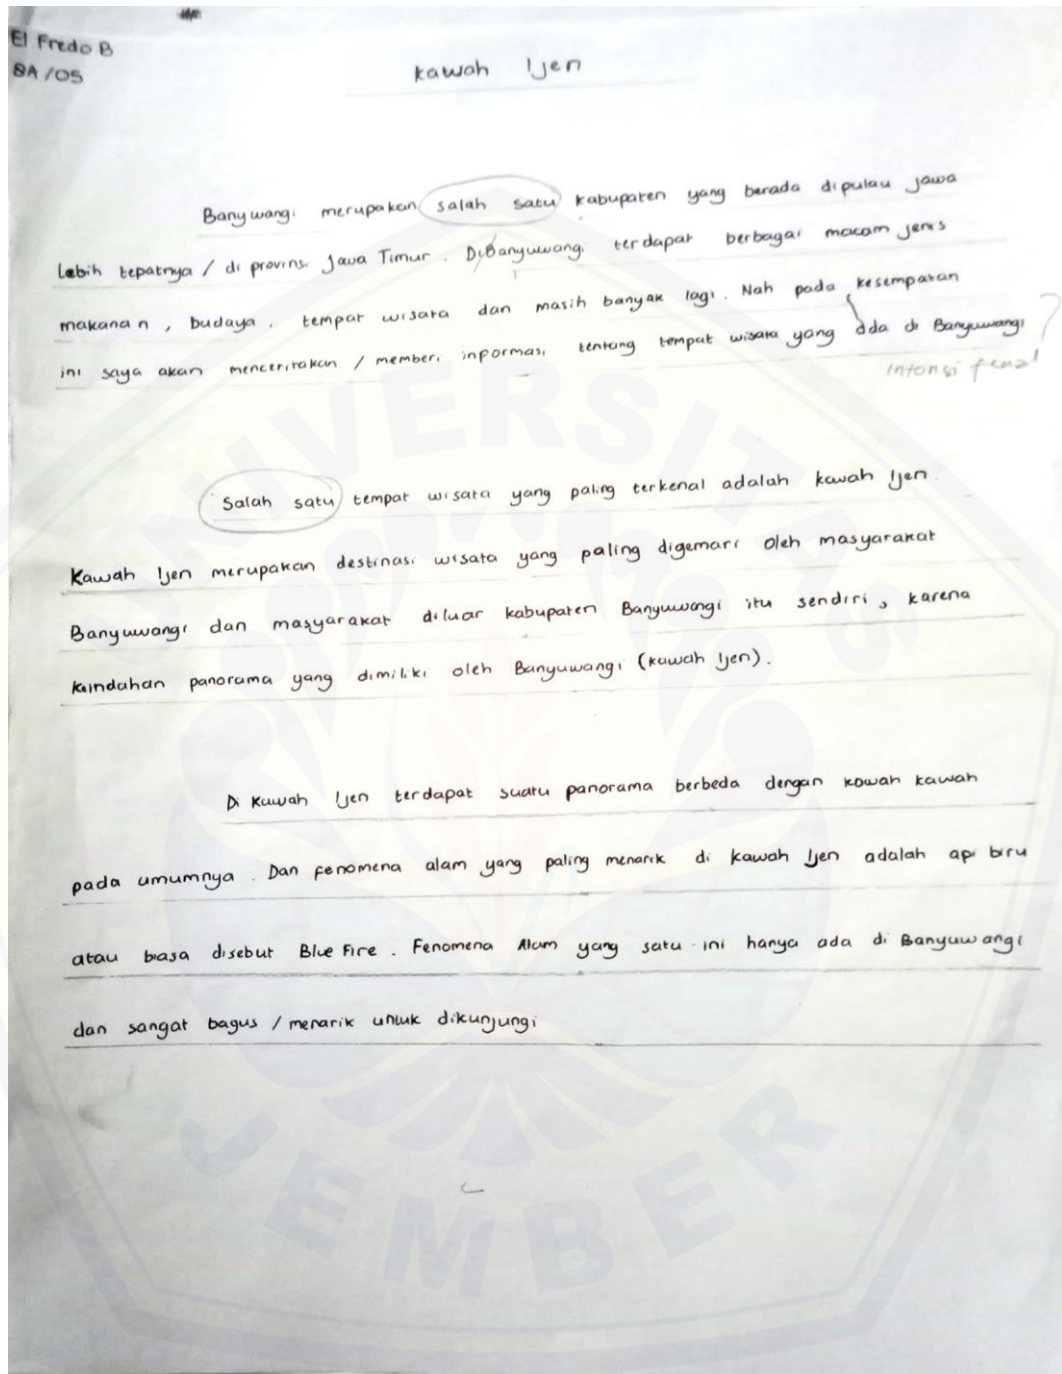 El Fredo B
8A /05
Kawah Ijen
Banywangi merupakan salah satu kabupaten yang berada dipulau jawa
Lebih tepatnya / di provinsi Jawa Timur. DiBanyuwangi terdapat berbagai macam jenis
makanan, budaya, tempat wisata dan masih banyak lagi. Nah pada kesempatan
ini saya akan menceritakan / memberi inpormasi tentang tempat wisata yang ada di Banyuwangi
?
Salah satu tempat wisata yang paling terkenal adalah kawah Ijen.
Kawah Ijen merupakan destinasi wisata yang paling digemari oleh masyarakat
Banyuwangi dan masyarakat diluar kabupaten Banyuwangi itu sendiri, karena
keindahan panorama yang dimiliki oleh Banyuwangi (kawah Ijen).
Di Kawah Ijen terdapat suatu panorama berbeda dengan kawah kawah
pada umumnya. Dan fenomena alam yang paling menarik di kawah Ijen adalah api biru
atau biasa disebut Blue Fire. Fenomena Alam yang satu ini hanya ada di Banyuwangi
dan sangat bagus / menarik untuk dikunjungi
UNIVERSITAS
JEMBER